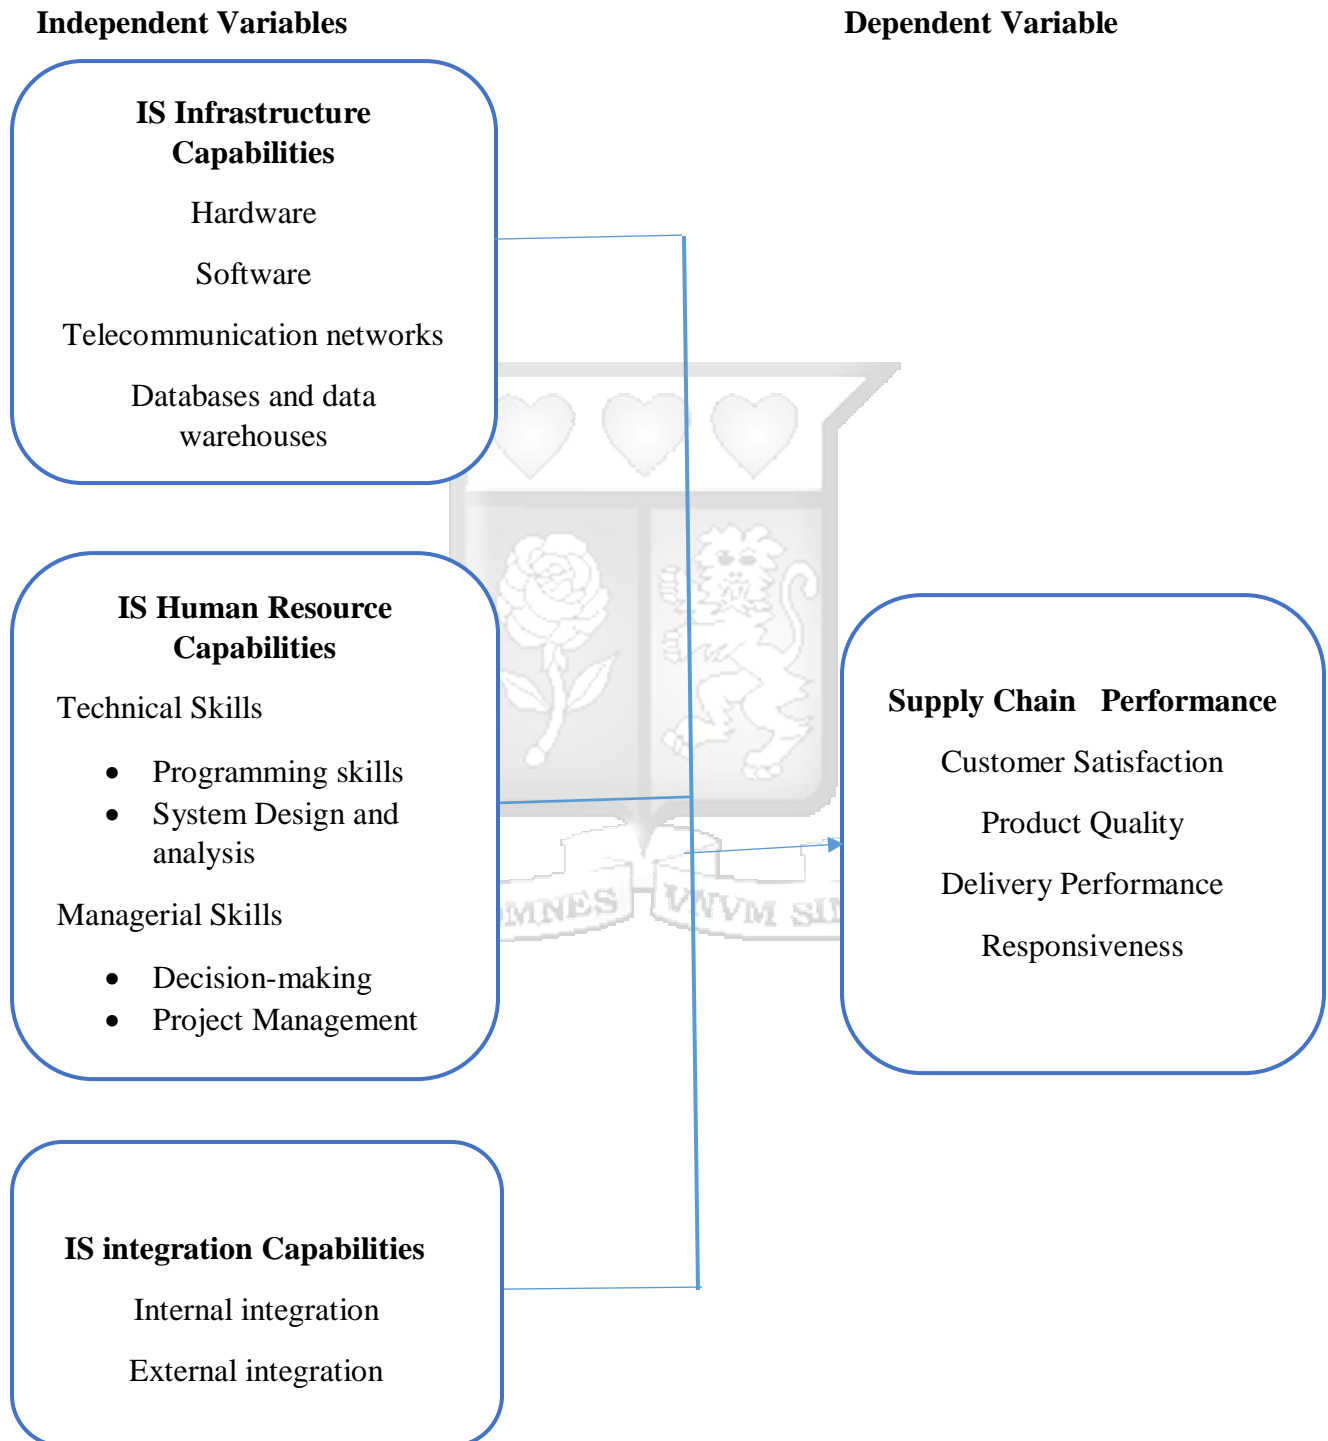 Independent Variables
Dependent Variable
IS Infrastructure
Capabilities
Hardware
Software
Telecommunication networks
Databases and data
warehouses
IS Human Resource
Capabilities
Technical Skills
• Programming skills
• System Design and
analysis
Managerial Skills
• Decision-making
• Project Management
IS integration Capabilities
Internal integration
External integration
Supply Chain Performance
Customer Satisfaction
Product Quality
Delivery Performance
Responsiveness
VNVM